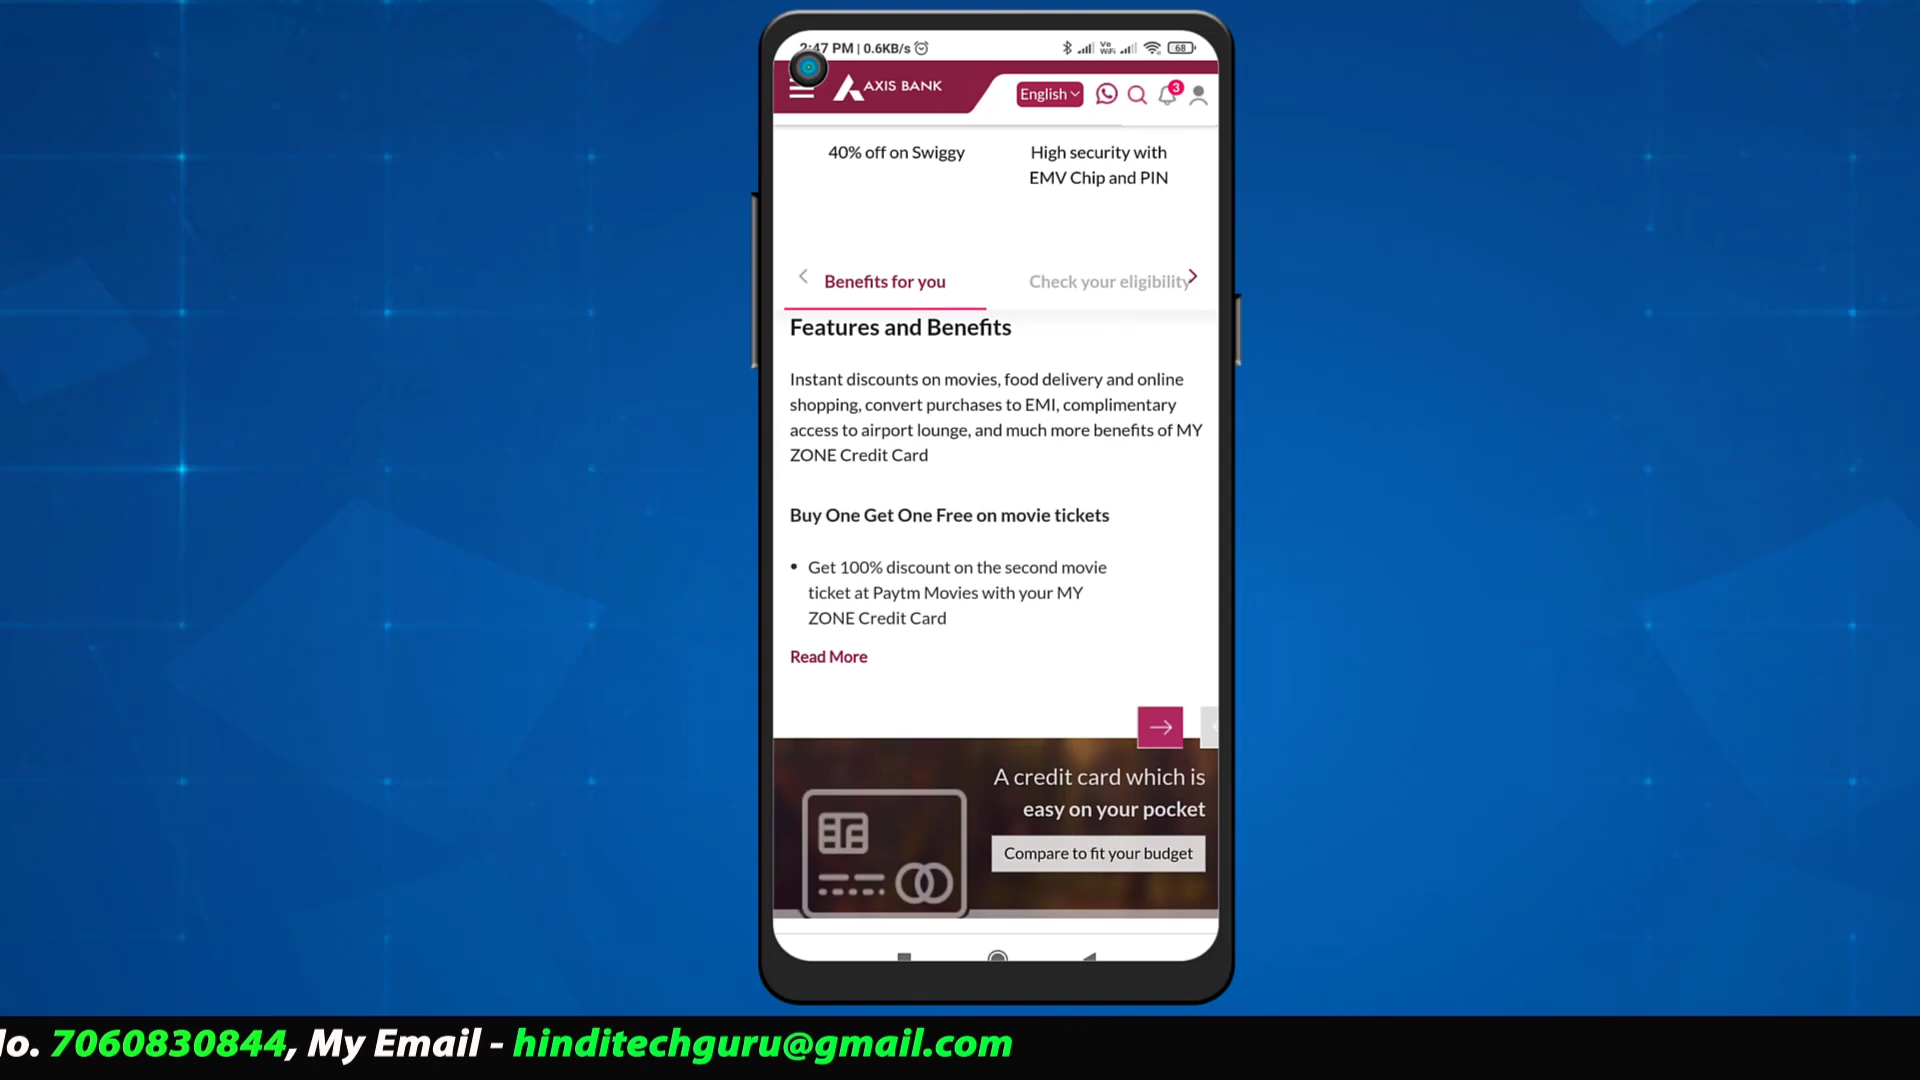 2:47 PM | 0.6KB/s
Vo
WiFi
68
AXIS BANK
English
3
40% off on Swiggy
High security with
EMV Chip and PIN
Benefits for you
Check your eligibility
Features and Benefits
Instant discounts on movies, food delivery and online
shopping, convert purchases to EMI, complimentary
access to airport lounge, and much more benefits of MY
ZONE Credit Card
Buy One Get One Free on movie tickets
• Get 100% discount on the second movie
ticket at Paytm Movies with your MY
ZONE Credit Card
Read More
A credit card which is
easy on your pocket
Compare to fit your budget
No. 7060830844, My Email - hinditechguru@gmail.com